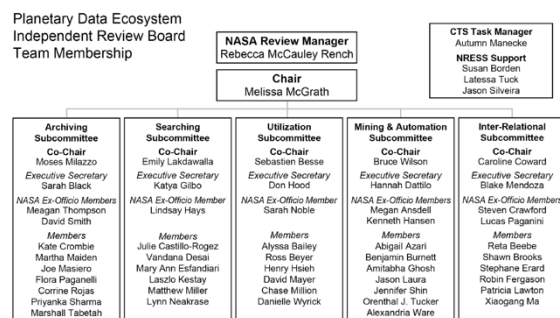 Planetary Data Ecosystem
Independent Review Board
Team Membership
NASA Review Manager
Rebecca McCauley Rench
Chair
Melissa McGrath
CTS Task Manager
Autumn Manecke
NRESS Support
Susan Borden
Latessa Tuck
Jason Silveira
Archiving
Subcommittee
Co-Chair
Moses Milazzo
Executive Secretary
Sarah Black
NASA Ex-Officio Members
Meagan Thompson
David Smith
Members
Kate Crombie
Martha Maiden
Joe Masiero
Flora Paganelli
Corrine Rojas
Priyanka Sharma
Marshall Tabetah
Searching
Subcommittee
Co-Chair
Emily Lakdawalla
Executive Secretary
Katya Gilbo
NASA Ex-Officio Member
Lindsay Hays
Members
Julie Castillo-Rogez
Vandana Desai
Mary Ann Esfandiari
Laszlo Kestay
Matthew Miller
Lynn Neakrase
Utilization
Subcommittee
Co-Chair
Sebastien Besse
Executive Secretary
Don Hood
NASA Ex-Officio Member
Sarah Noble
Members
Alyssa Bailey
Ross Beyer
Henry Hsieh
David Mayer
Chase Million
Danielle Wyrick
Mining & Automation
Subcommittee
Co-Chair
Bruce Wilson
Executive Secretary
Hannah Dattilo
NASA Ex-Officio Members
Megan Ansdell
Kenneth Hansen
Members
Abigail Azari
Benjamin Burnett
Amitabha Ghosh
Jason Laura
Jennifer Shin
Orenthal J. Tucker
Alexandria Ware
Inter-Relational
Subcommittee
Co-Chair
Caroline Coward
Executive Secretary
Blake Mendoza
NASA Ex-Officio Members
Steven Crawford
Lucas Paganini
Members
Reta Beebe
Shawn Brooks
Stephane Erard
Robin Fergason
Patricia Lawton
Xiaogang Ma